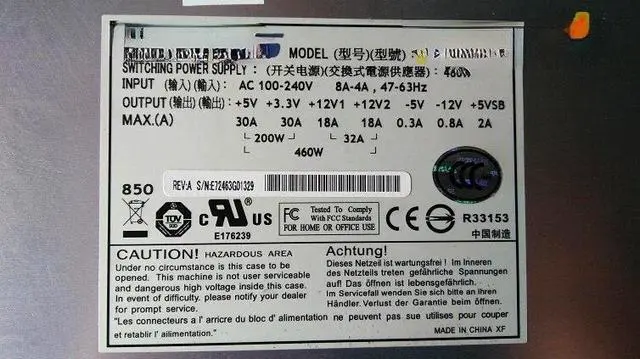 MODEL (型号)(型號):
SWITCHING POWER SUPPLY : (开关电源)(交換式電源供應器): 460w
INPUT (输入)(輸入): AC 100-240V 8A-4A , 47-63Hz
OUTPUT (输出)(輸出): +5V +3.3V +12V1 +12V2 -5V -12V +5VSB
MAX.(A) 30A 30A 18A 18A 0.3A 0.8A 2A
200W 32A
460W
850
REV:A S/N:E72463G01329
CCC
TUV
c RU US
E176239
FC Tested To Comply
With FCC Standards
FOR HOME OR OFFICE USE
CE
R33153
中国制造
CAUTION! HAZARDOUS AREA
Under no circumstance is this case to be
opened. This machine is not user serviceable
and dangerous high voltage inside this case.
In event of difficulty. please notify your dealer
for prompt service.
Achtung!
Dieses Netzeil ist wartungsfrei ! Im Inneren
des Netzteils treten gefährliche Spannungen
auf! Das öffnen ist lebensgefährlich.
Im Servicefall wenden Sie sich bitte an ihren
Händler. Verlust der Garantie beim öffnen.
"Les connecteurs a l' arricre du bloc d' alimentation ne peuvent pas sue utilises pour couper
et retablir l' ailimentation."
MADE IN CHINA XF